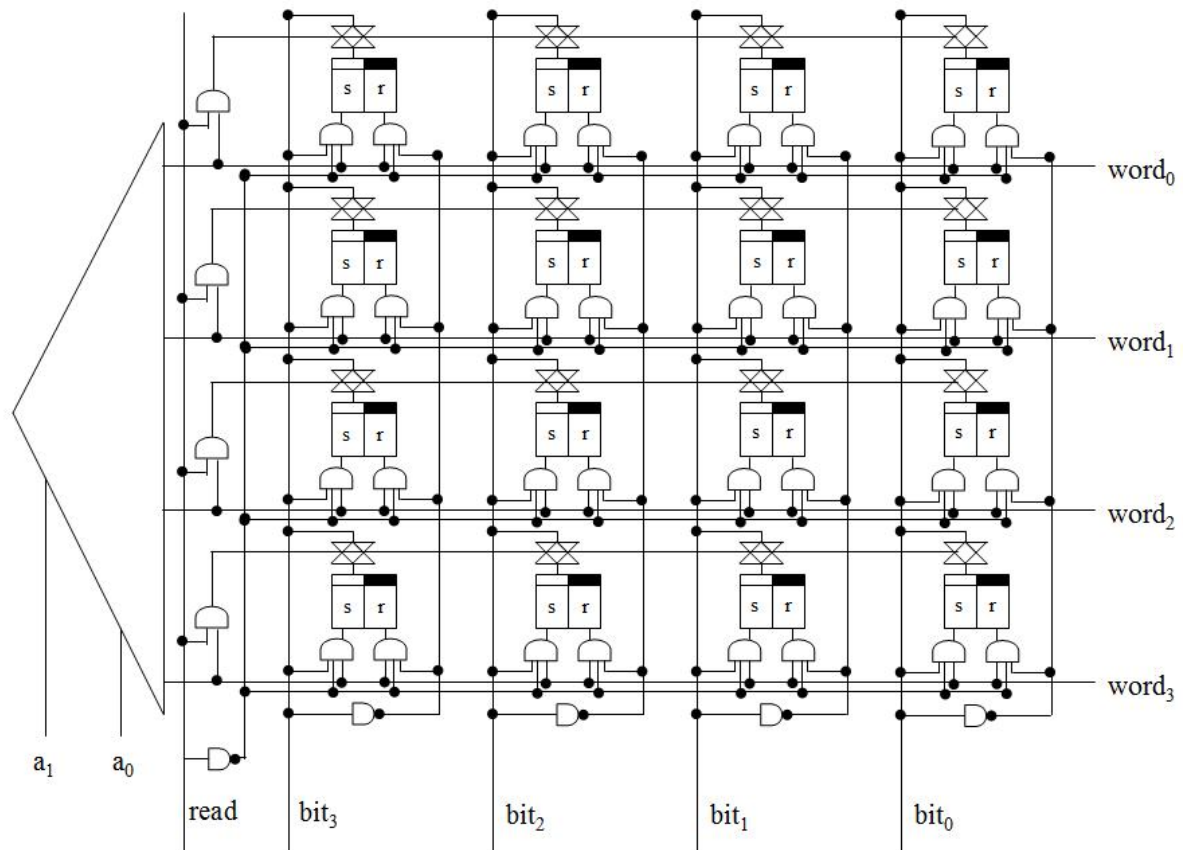 s r s r s r s r
word₀
s r s r s r s r
word₁
s r s r s r s r
word₂
s r s r s r s r
word₃
a₁ a₀
read bit₃ bit₂ bit₁ bit₀